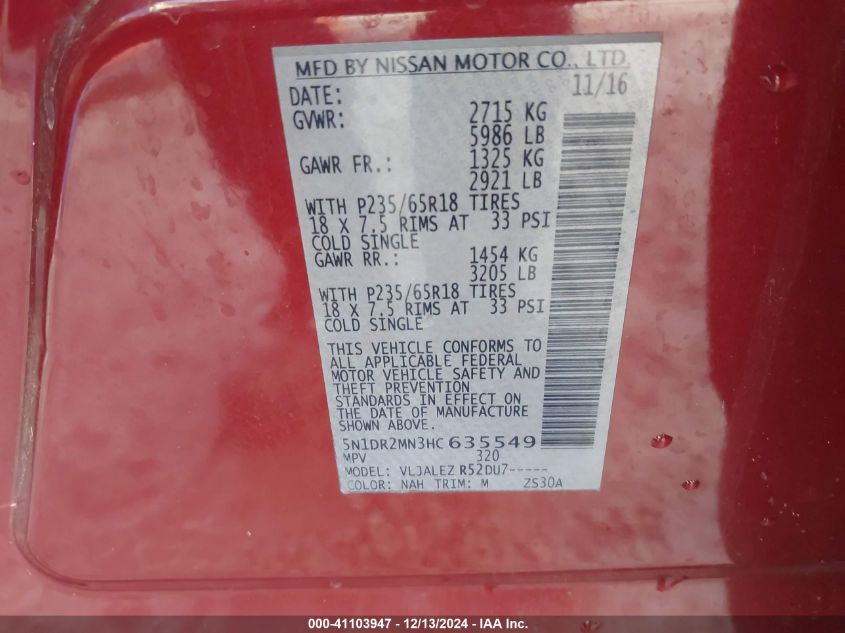 MFD BY NISSAN MOTOR CO., LTD.
DATE: 11/16
GVWR: 2715 KG
5986 LB
GAWR FR.: 1325 KG
2921 LB
WITH P235/65R18 TIRES
18 X 7.5 RIMS AT 33 PSI
COLD SINGLE
GAWR RR.: 1454 KG
3205 LB
WITH P235/65R18 TIRES
18 X 7.5 RIMS AT 33 PSI
COLD SINGLE
THIS VEHICLE CONFORMS TO
ALL APPLICABLE FEDERAL
MOTOR VEHICLE SAFETY AND
THEFT PREVENTION
STANDARDS IN EFFECT ON
THE DATE OF MANUFACTURE
SHOWN ABOVE.
5N1DR2MN3HC 635549
MPV 320
MODEL: VLJALEZ R52DU7-----
COLOR: NAH TRIM: M ZS30A
000-41103947 - 12/13/2024 - IAA Inc.